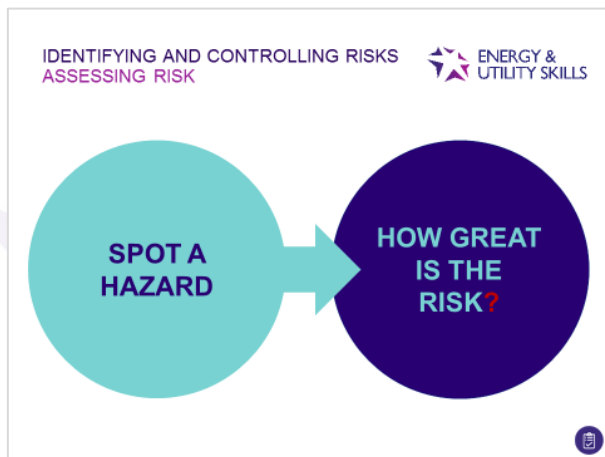 IDENTIFYING AND CONTROLLING RISKS
ASSESSING RISK
ENERGY &
UTILITY SKILLS
SPOT A
HAZARD
HOW GREAT
IS THE
RISK?